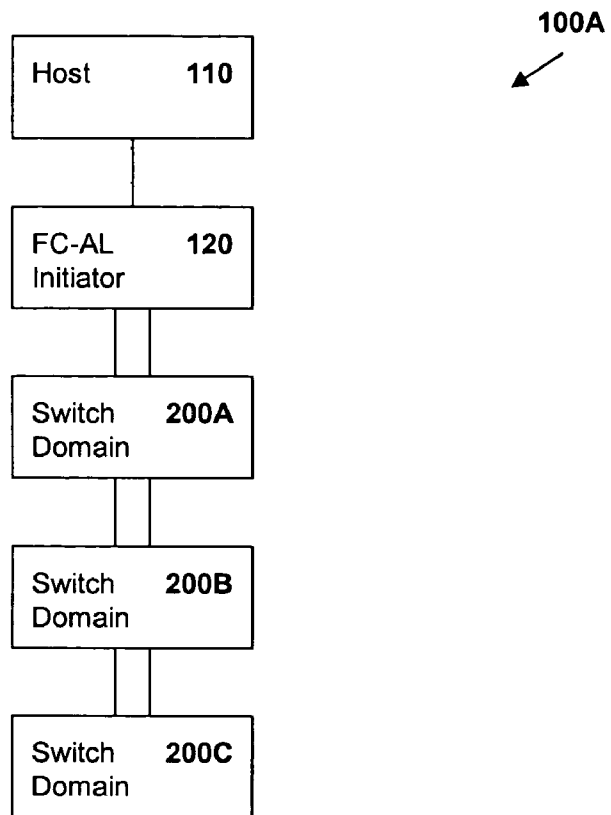 100A
Host 110
FC-AL 120
Initiator
Switch 200A
Domain
Switch 200B
Domain
Switch 200C
Domain